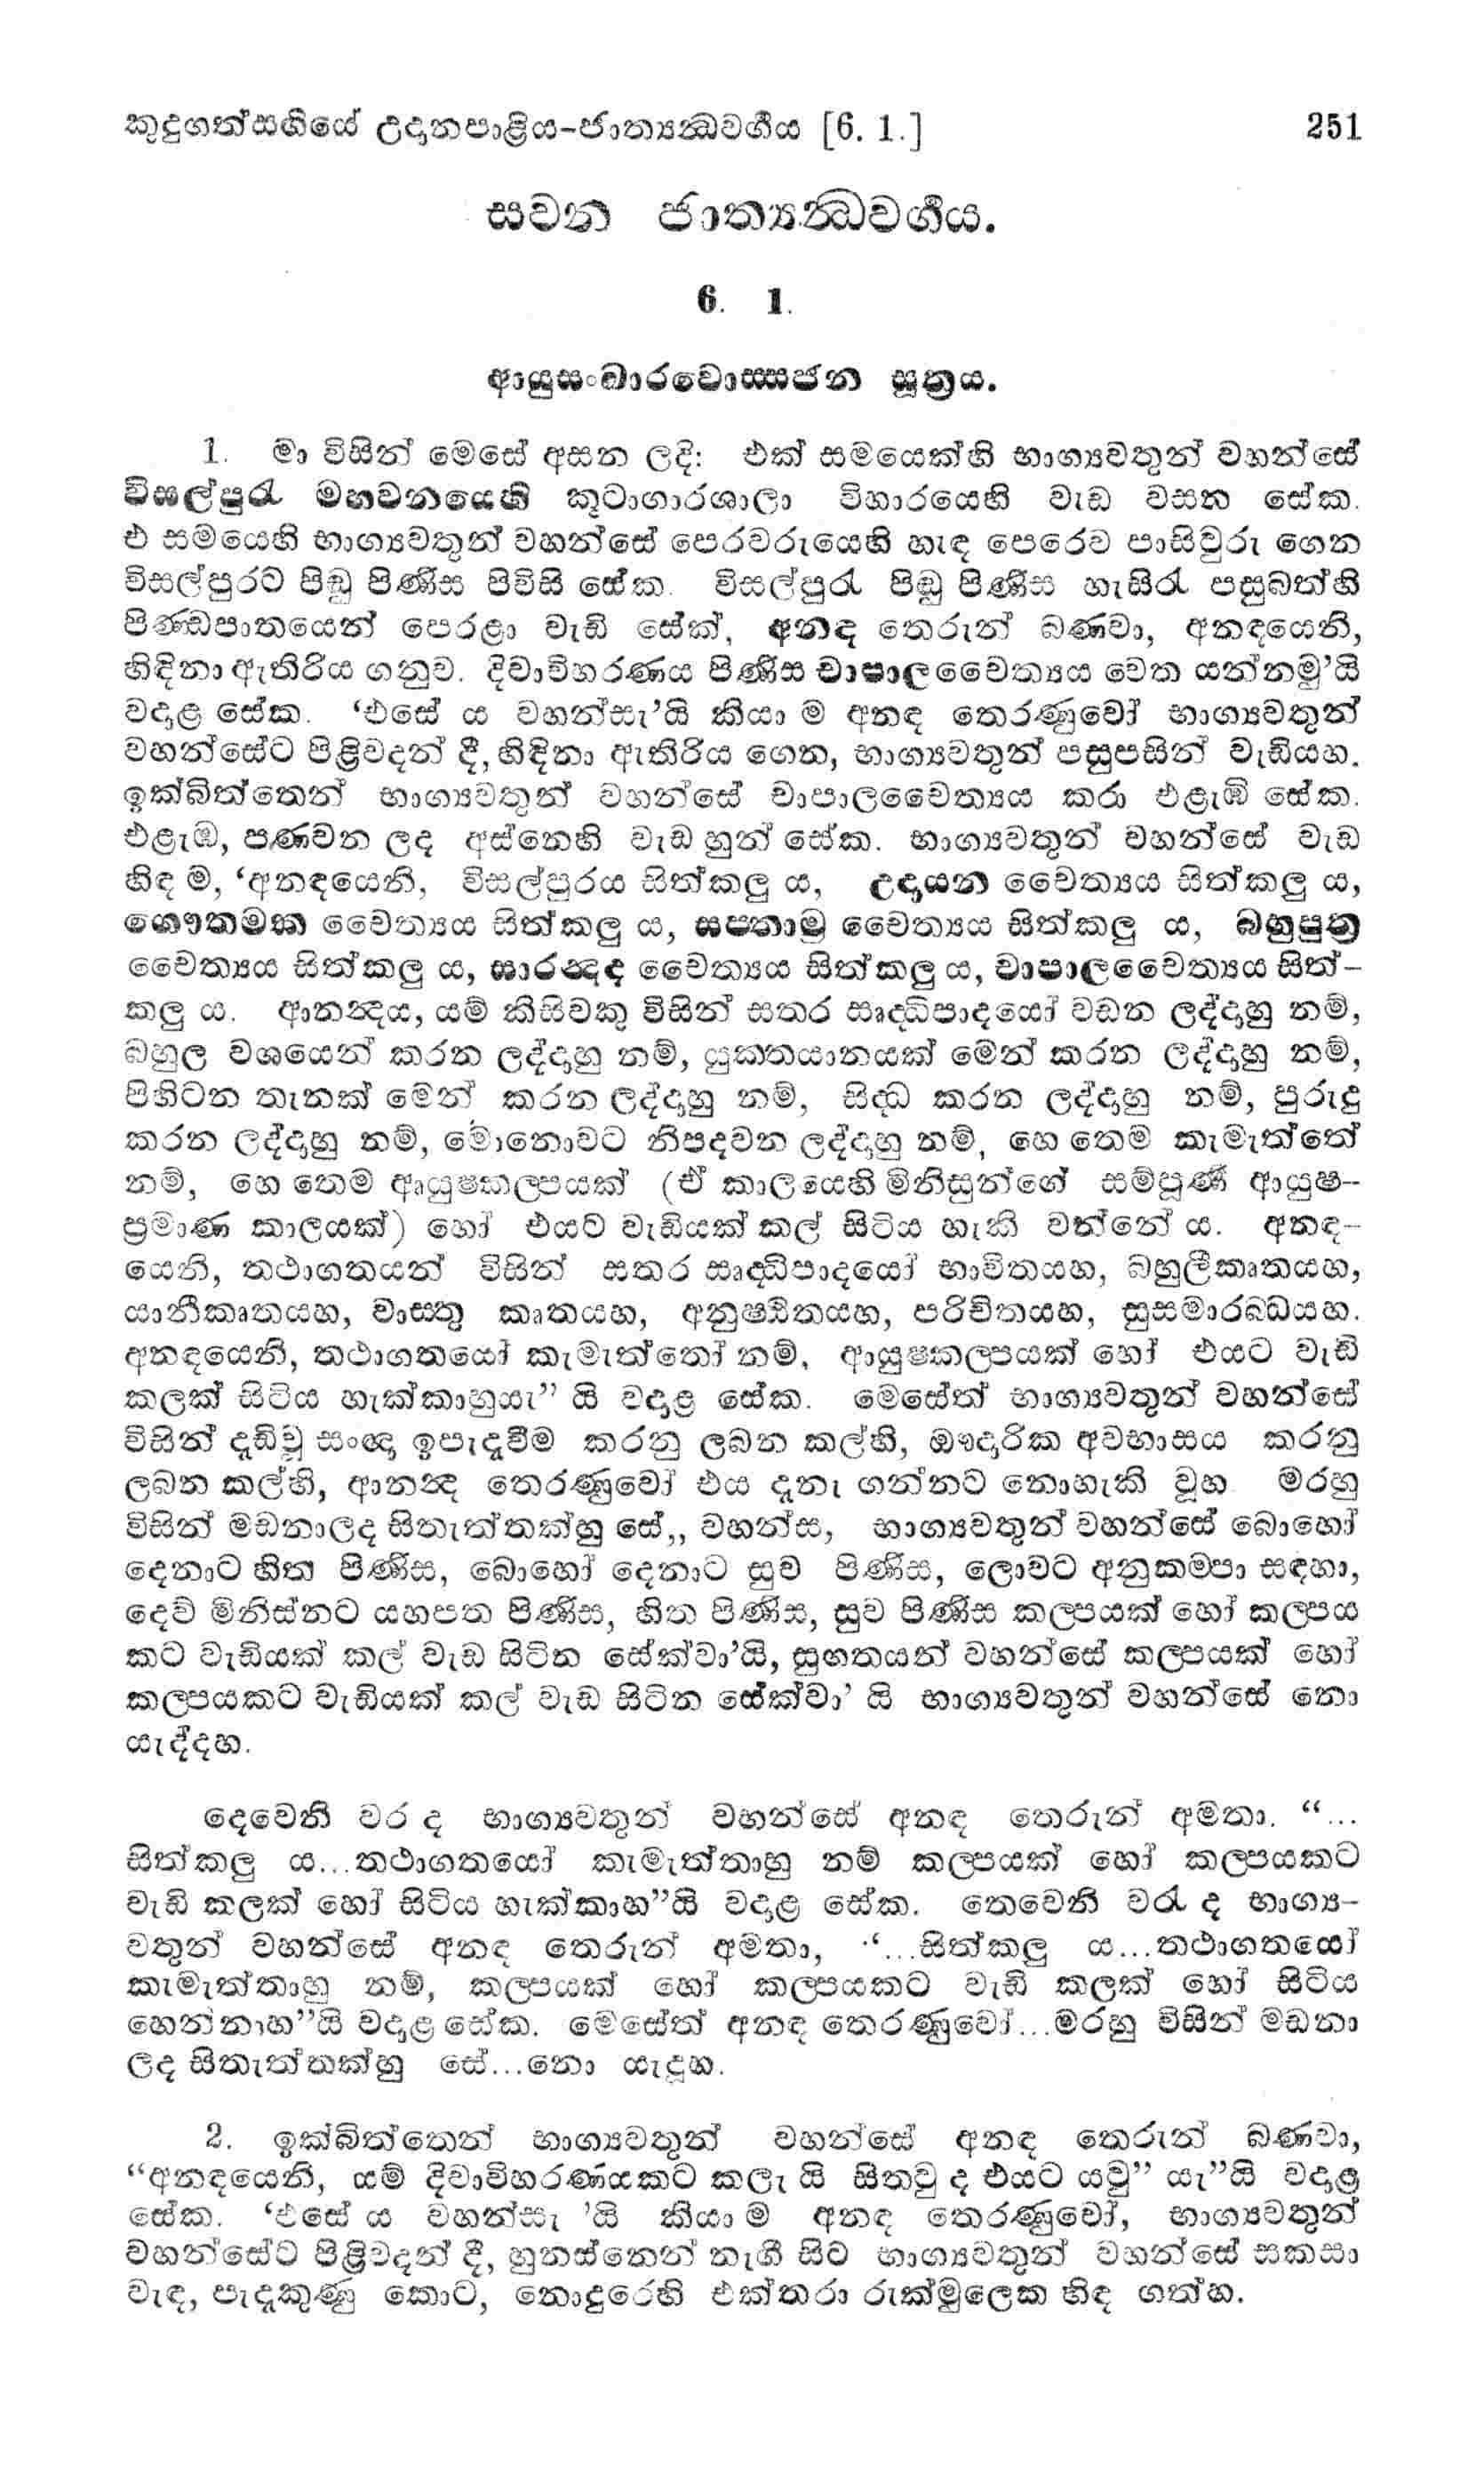 කුදුගත්සඟියේ උදානපාළිය-ජාත්‍යන්‍ධවර්‍ගය [6. 1.] 251
සවන ජාත්‍යන්‍ධවර්‍ගය.
6. 1.
ආයුසංඛාරවොස්සජන සූත්‍රය.
1. මා විසින් මෙසේ අසන ලදි: එක් සමයෙක්හි භාග්‍යවතුන් වහන්සේ
විසල්පුරැ මහවනයෙහි කූටාගාරශාලා විහාරයෙහි වැඩ වසන සේක.
එ සමයෙහි භාග්‍යවතුන් වහන්සේ පෙරවරුයෙහි හැඳ පෙරෙව පාසිවුරු ගෙන
විසල්පුරට පිඬු පිණිස පිවිසි සේක. විසල්පුරැ පිඬු පිණිස හැසිරැ පසුබත්හි
පිණ්ඩපාතයෙන් පෙරළා වැඩි සේක්, අනඳ තෙරුන් බණවා, අනඳයෙනි,
හිඳිනා ඇතිරිය ගනුව. දිවාවිහරණය පිණිස චාපාලචෛත්‍යය වෙත යන්නමු’යි
වදාළ සේක. ‘එසේ ය වහන්සැ’යි කියා ම අනඳ තෙරණුවෝ භාග්‍යවතුන්
වහන්සේට පිළිවදන් දී, හිඳිනා ඇතිරිය ගෙන, භාග්‍යවතුන් පසුපසින් වැඩියහ.
ඉක්බිත්තෙන් භාග්‍යවතුන් වහන්සේ චාපාලචෛත්‍යය කරා එළැඹි සේක.
එළැඹ, පණවන ලද අස්නෙහි වැඩ හුන් සේක. භාග්‍යවතුන් වහන්සේ වැඩ
හිඳ ම, ‘අනඳයෙනි, විසල්පුරය සිත්කලු ය, උදායන චෛත්‍යය සිත්කලු ය,
ගෞතමක චෛත්‍යය සිත්කලු ය, සප්තාම්‍ර චෛත්‍යය සිත්කලු ය, බහුපුත්‍ර
චෛත්‍යය සිත්කලු ය, සාරඤද චෛත්‍යය සිත්කලු ය, චාපාලචෛත්‍යය සිත්-
කලු ය. ආනන්‍දය, යම් කිසිවකු විසින් සතර ඍද්ධිපාදයෝ වඩන ලද්දාහු නම්,
බහුල වශයෙන් කරන ලද්දාහු නම්, යුක්තයානයක් මෙන් කරන ලද්දාහු නම්,
පිහිටන තැනක් මෙන් කරන ලද්දාහු නම්, සිද්ධ කරන ලද්දාහු නම්, පුරුදු
කරන ලද්දාහු නම්, මොනොවට නිපදවන ලද්දාහු නම්, හෙ තෙම කැමැත්තේ
නම්, හෙ තෙම ආයුෂකල්පයක් (ඒ කාලයෙහි මිනිසුන්ගේ සම්පූර්‍ණ ආයුෂ-
ප්‍රමාණ කාලයක්) හෝ එයට වැඩියක් කල් සිටිය හැකි වන්නේ ය. අනඳ-
යෙනි, තථාගතයන් විසින් සතර ඍද්ධිපාදයෝ භාවිතයහ, බහුලීකෘතයහ,
යානීකෘතයහ, වාස්තු කෘතයහ, අනුෂ්ඨිතයහ, පරිචිතයහ, සුසමාරබ්ධයහ.
අනඳයෙනි, තථාගතයෝ කැමැත්තෝ නම්, ආයුෂකල්පයක් හෝ එයට වැඩි
කලක් සිටිය හැක්කාහුයැ” යි වදාළ සේක. මෙසේත් භාග්‍යවතුන් වහන්සේ
විසින් දැඩිවූ සංඥා ඉපැදවීම කරනු ලබන කල්හි, ඖදාරික අවභාසය කරනු
ලබන කල්හි, ආනන්‍ද තෙරණුවෝ එය දැනැ ගන්නට නොහැකි වූහ මරහු
විසින් මඩනාලද සිතැත්තක්හු සේ,, වහන්ස, භාග්‍යවතුන් වහන්සේ බොහෝ
දෙනාට හිත පිණිස, බොහෝ දෙනාට සුව පිණිස, ලොවට අනුකම්පා සඳහා,
දෙව් මිනිස්නට යහපත පිණිස, හිත පිණිස, සුව පිණිස කල්පයක් හෝ කල්පය
කට වැඩියක් කල් වැඩ සිටින සේක්වා’යි, සුගතයන් වහන්සේ කල්පයක් හෝ
කල්පයකට වැඩියක් කල් වැඩ සිටින සේක්වා’ යි භාග්‍යවතුන් වහන්සේ නො
යැද්දහ.
දෙවෙනි වර ද භාග්‍යවතුන් වහන්සේ අනඳ තෙරුන් අමතා. “...
සිත්කලු ය...තථාගතයෝ කැමැත්තාහු නම් කල්පයක් හෝ කල්පයකට
වැඩි කලක් හෝ සිටිය හැක්කාහ”යි වදාළ සේක. තෙවෙනි වරැ ද භාග්‍ය-
වතුන් වහන්සේ අනඳ තෙරුන් අමතා, “...සිත්කලු ය...තථාගතයෝ
කැමැත්තාහු නම්, කල්පයක් හෝ කල්පයකට වැඩි කලක් හෝ සිටිය
හෙන්නාහ”යි වදාළ සේක. මෙසේත් අනඳ තෙරණුවෝ...මරහු විසින් මඩනා
ලද සිතැත්තක්හු සේ...නො යැදූහ.
2. ඉක්බිත්තෙන් භාග්‍යවතුන් වහන්සේ අනඳ තෙරුන් බණවා,
“අනඳයෙනි, යම් දිවාවිහරණයකට කලැ යි සිතවු ද එයට යවු” යැ”යි වදාළ
සේක. ‘එසේ ය වහන්සැ ’යි කියා ම අනඳ තෙරණුවෝ, භාග්‍යවතුන්
වහන්සේට පිළිවදන් දී, හුනස්නෙන් නැගී සිට භාග්‍යවතුන් වහන්සේ සකසා
වැඳ, පැදකුණු කොට, නොදුරෙහි එක්තරා රුක්මුලෙක හිඳ ගත්හ.